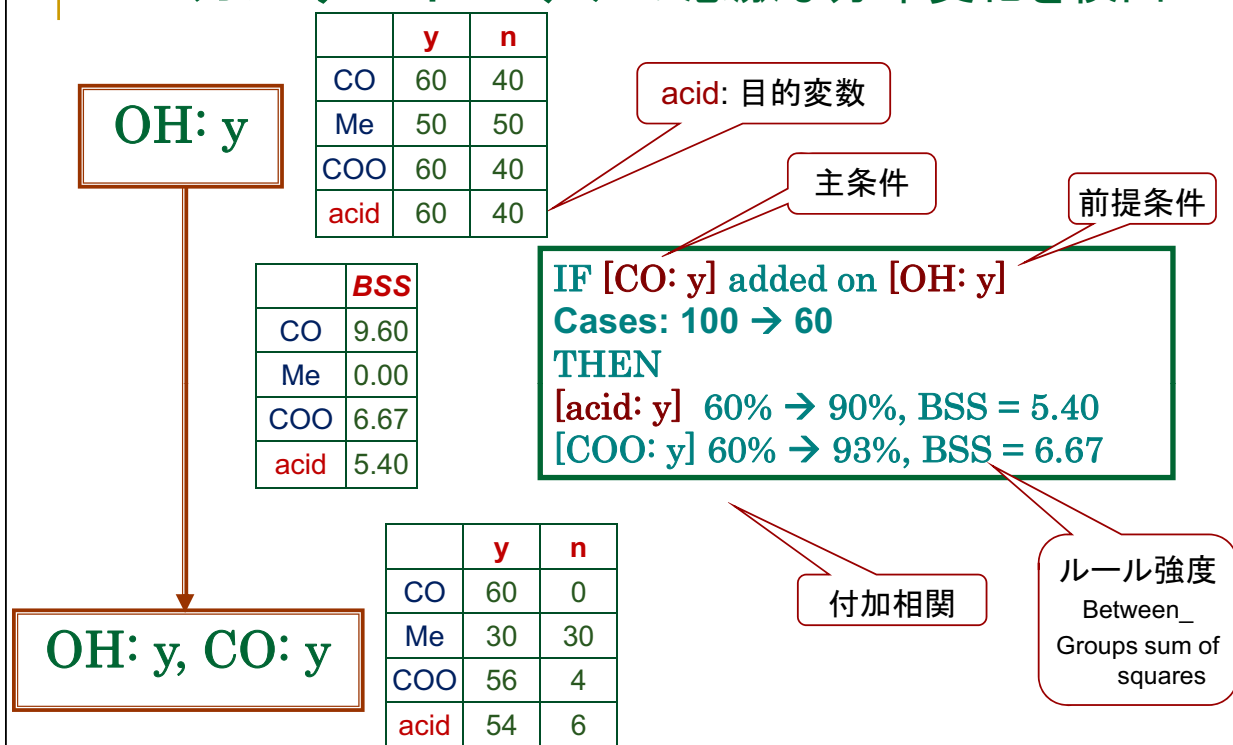 OH: y
y n
CO 60 40
Me 50 50
COO 60 40
acid 60 40
acid: 目的変数
主条件
前提条件
BSS
CO 9.60
Me 0.00
COO 6.67
acid 5.40
IF [CO: y] added on [OH: y]
Cases: 100 → 60
THEN
[acid: y] 60% → 90%, BSS = 5.40
[COO: y] 60% → 93%, BSS = 6.67
付加相関
ルール強度
Between_
Groups sum of
squares
OH: y, CO: y
y n
CO 60 0
Me 30 30
COO 56 4
acid 54 6